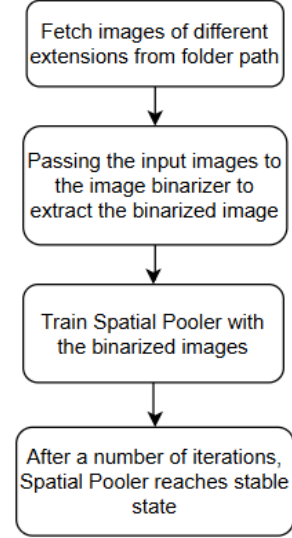 Fetch images of different
extensions from folder path
Passing the input images to
the image binarizer to
extract the binarized image
Train Spatial Pooler with
the binarized images
After a number of iterations,
Spatial Pooler reaches stable
state